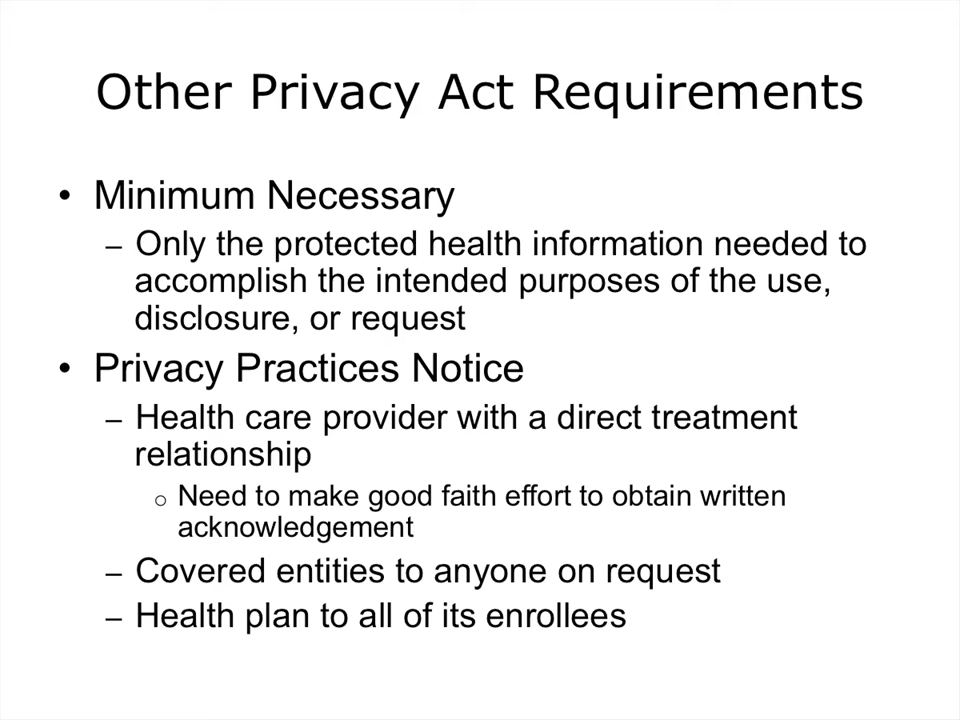 Other Privacy Act Requirements
• Minimum Necessary
– Only the protected health information needed to
accomplish the intended purposes of the use,
disclosure, or request
• Privacy Practices Notice
– Health care provider with a direct treatment
relationship
o Need to make good faith effort to obtain written
acknowledgement
– Covered entities to anyone on request
– Health plan to all of its enrollees